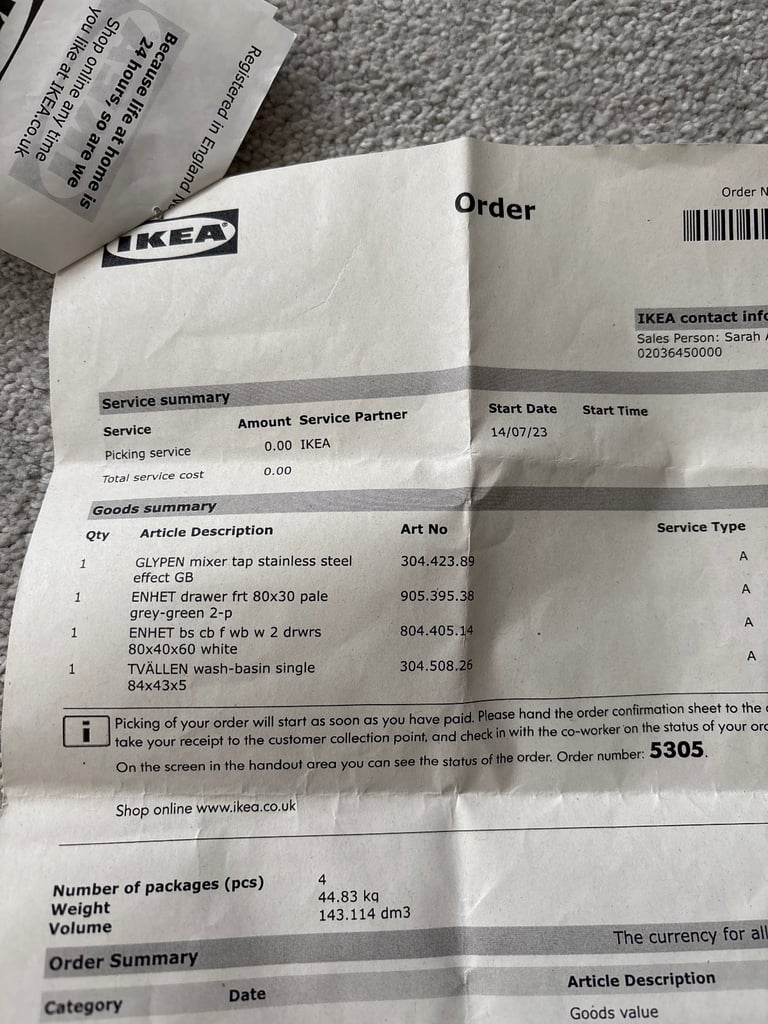 Because life at home is
24 hours, so are we
Shop online any time
you like at IKEA.co.uk
Registered in England
IKEA
Order
Order N
IKEA contact info
Sales Person: Sarah A
02036450000
Service summary
Service Amount Service Partner Start Date Start Time
Picking service 0.00 IKEA 14/07/23
Total service cost 0.00
Goods summary
Qty Article Description Art No Service Type
1 GLYPEN mixer tap stainless steel 304.423.89 A
effect GB
1 ENHET drawer frt 80x30 pale 905.395.38 A
grey-green 2-p
1 ENHET bs cb f wb w 2 drwrs 804.405.14 A
80x40x60 white
1 TVÄLLEN wash-basin single 304.508.26 A
84x43x5
i
Picking of your order will start as soon as you have paid. Please hand the order confirmation sheet to the
take your receipt to the customer collection point, and check in with the co-worker on the status of your ord
On the screen in the handout area you can see the status of the order. Order number: 5305.
Shop online www.ikea.co.uk
Number of packages (pcs) 4
Weight 44.83 kg
Volume 143.114 dm3
The currency for all
Order Summary
Category Date Article Description
Goods value